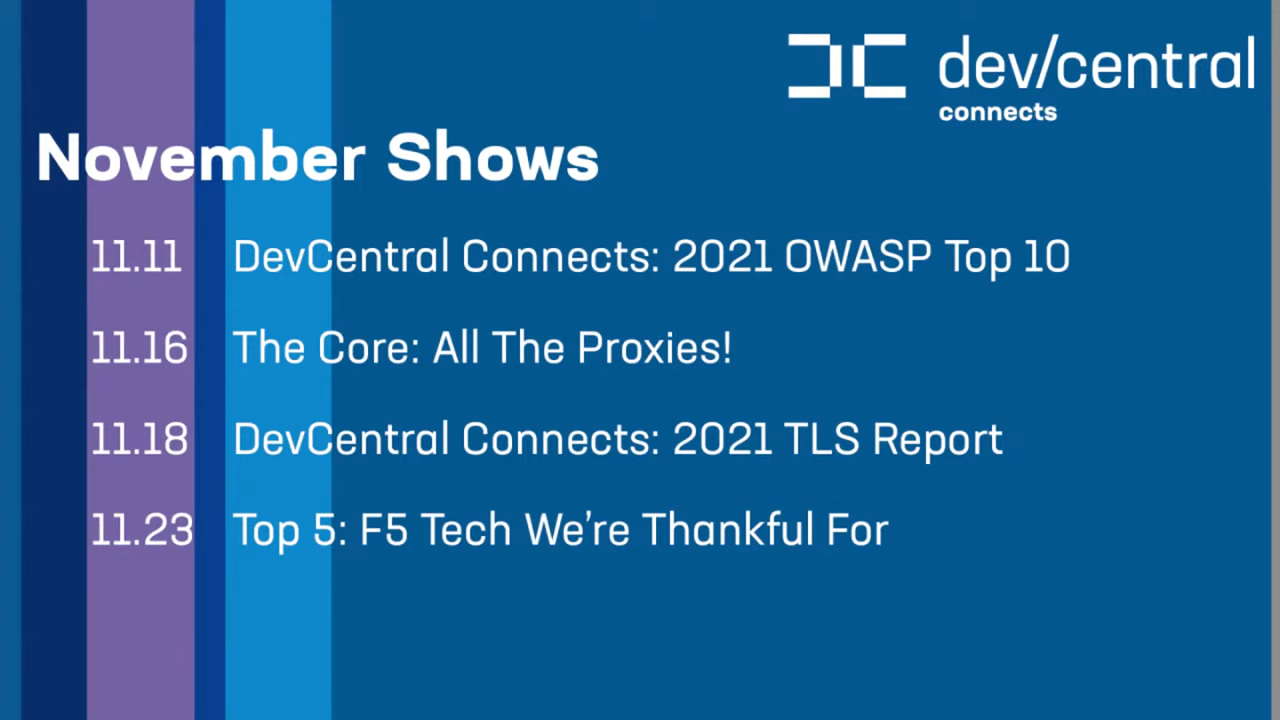 dev/central
connects
November Shows
11.11 DevCentral Connects: 2021 OWASP Top 10
11.16 The Core: All The Proxies!
11.18 DevCentral Connects: 2021 TLS Report
11.23 Top 5: F5 Tech We’re Thankful For